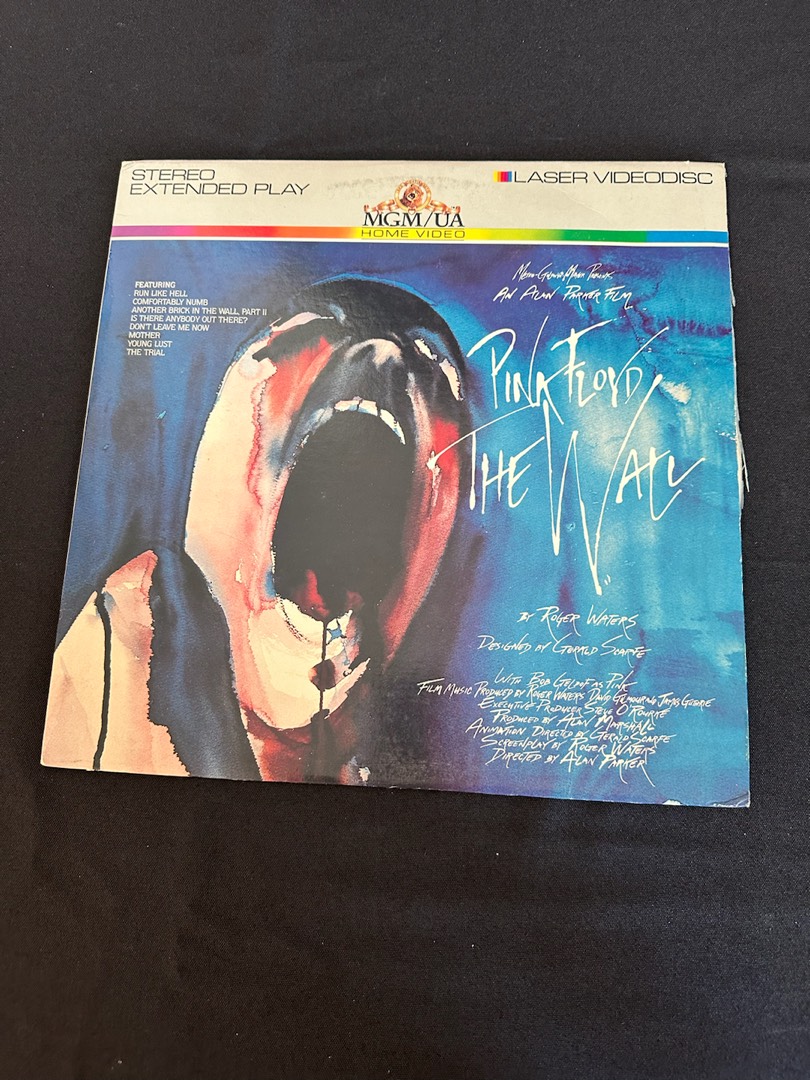 STEREO
EXTENDED PLAY
MGM/UA
HOME VIDEO
LASER VIDEODISC
FEATURING
RUN LIKE HELL
COMFORTABLY NUMB
ANOTHER BRICK IN THE WALL, PART II
IS THERE ANYBODY OUT THERE?
DON'T LEAVE ME NOW
MOTHER
YOUNG LUST
THE TRIAL
METRO-GOLDWYN-MAYER
AN ALAN PARKER FILM
PINK FLOYD
THE WALL
BY ROGER WATERS
DESIGNED BY GERALD SCARFE
WITH BOB GELDOF AS PINK
FILM MUSIC PRODUCED BY ROGER WATERS DAVID GILMOUR AND JAMES GUTHRIE
EXECUTIVE PRODUCER STEVE O'ROURKE
PRODUCED BY ALAN MARSHALL
ANIMATION DIRECTED BY GERALD SCARFE
SCREENPLAY BY ROGER WATERS
DIRECTED BY ALAN PARKER